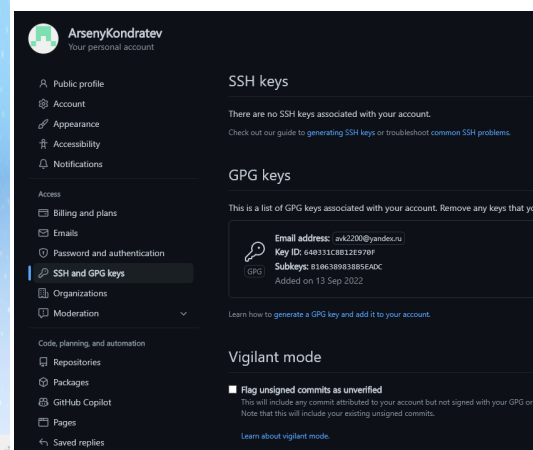 ArsenyKondratev
Your personal account
Public profile
Account
Appearance
Accessibility
Notifications
Access
Billing and plans
Emails
Password and authentication
SSH and GPG keys
Organizations
Moderation
Code, planning, and automation
Repositories
Packages
GitHub Copilot
Pages
Saved replies
SSH keys
There are no SSH keys associated with your account.
Check out our guide to generating SSH keys or troubleshoot common SSH problems.
GPG keys
This is a list of GPG keys associated with your account. Remove any keys that yo
GPG
Email address: avk2200@yandex.ru
Key ID: 640331C8B12E970F
Subkeys: B10638983885EADC
Added on 13 Sep 2022
Learn how to generate a GPG key and add it to your account.
Vigilant mode
Flag unsigned commits as unverified
This will include any commit attributed to your account but not signed with your GPG or
Note that this will include your existing unsigned commits.
Learn about vigilant mode.